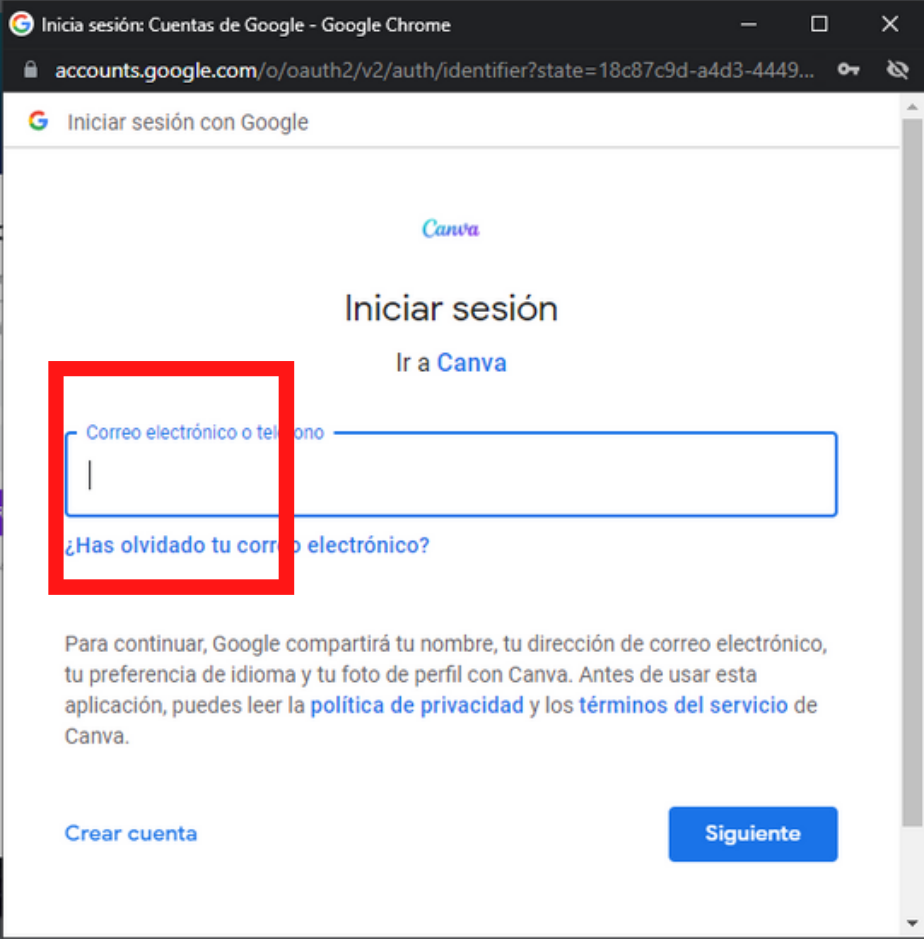 Inicia sesión: Cuentas de Google - Google Chrome
accounts.google.com/o/oauth2/v2/auth/identifier?state=18c87c9d-a4d3-4449...
Iniciar sesión con Google
Canva
Iniciar sesión
Ir a Canva
Correo electrónico o teléfono
¿Has olvidado tu correo electrónico?
Para continuar, Google compartirá tu nombre, tu dirección de correo electrónico,
tu preferencia de idioma y tu foto de perfil con Canva. Antes de usar esta
aplicación, puedes leer la política de privacidad y los términos del servicio de
Canva.
Crear cuenta
Siguiente